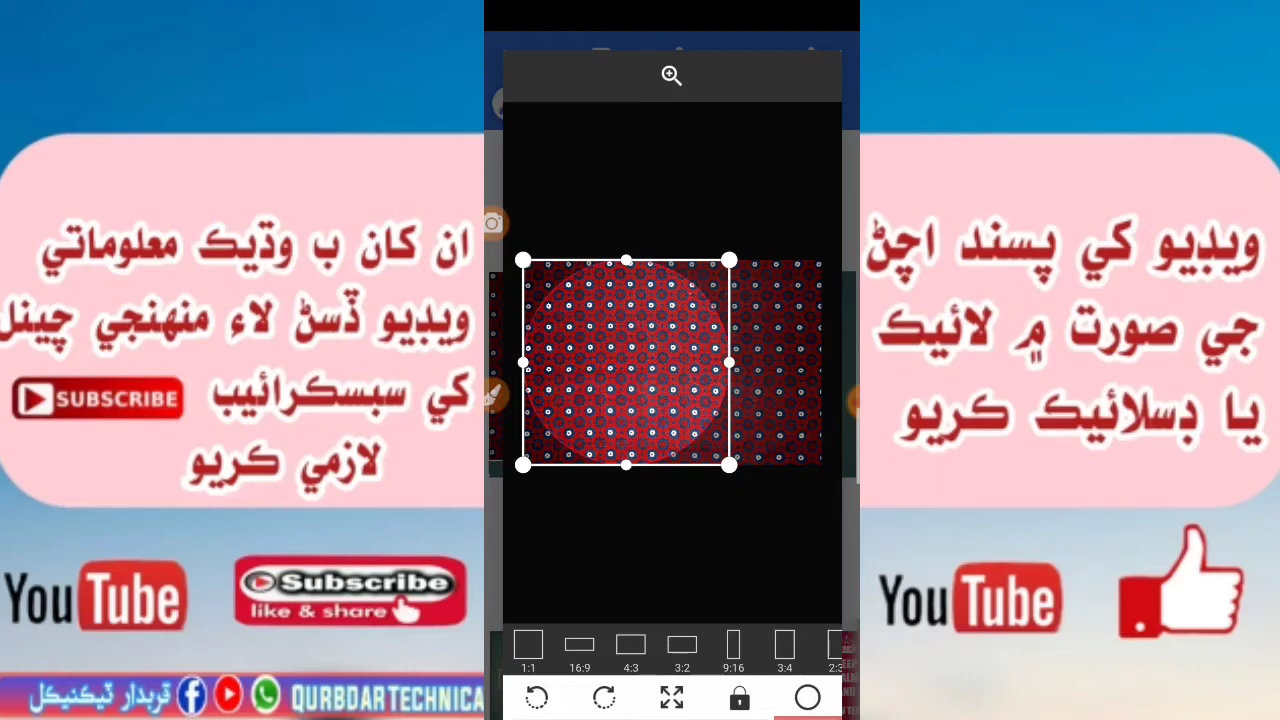 ان کان ب وڌيڪ معلوماتي
ويڊيو ڏسڻ لاءِ منهنجي چينل
کي سبسڪرائيب
SUBSCRIBE
لازمي ڪريو
YouTube
Subscribe
like & share
قربدار ٽيڪنيڪل
QURBDARTECHNICA
1:1
16:9
4:3
3:2
9:16
3:4
ويڊيو کي پسند اچڻ
جي صورت ۾ لائيڪ
يا ڊسلائيڪ ڪريو
YouTube